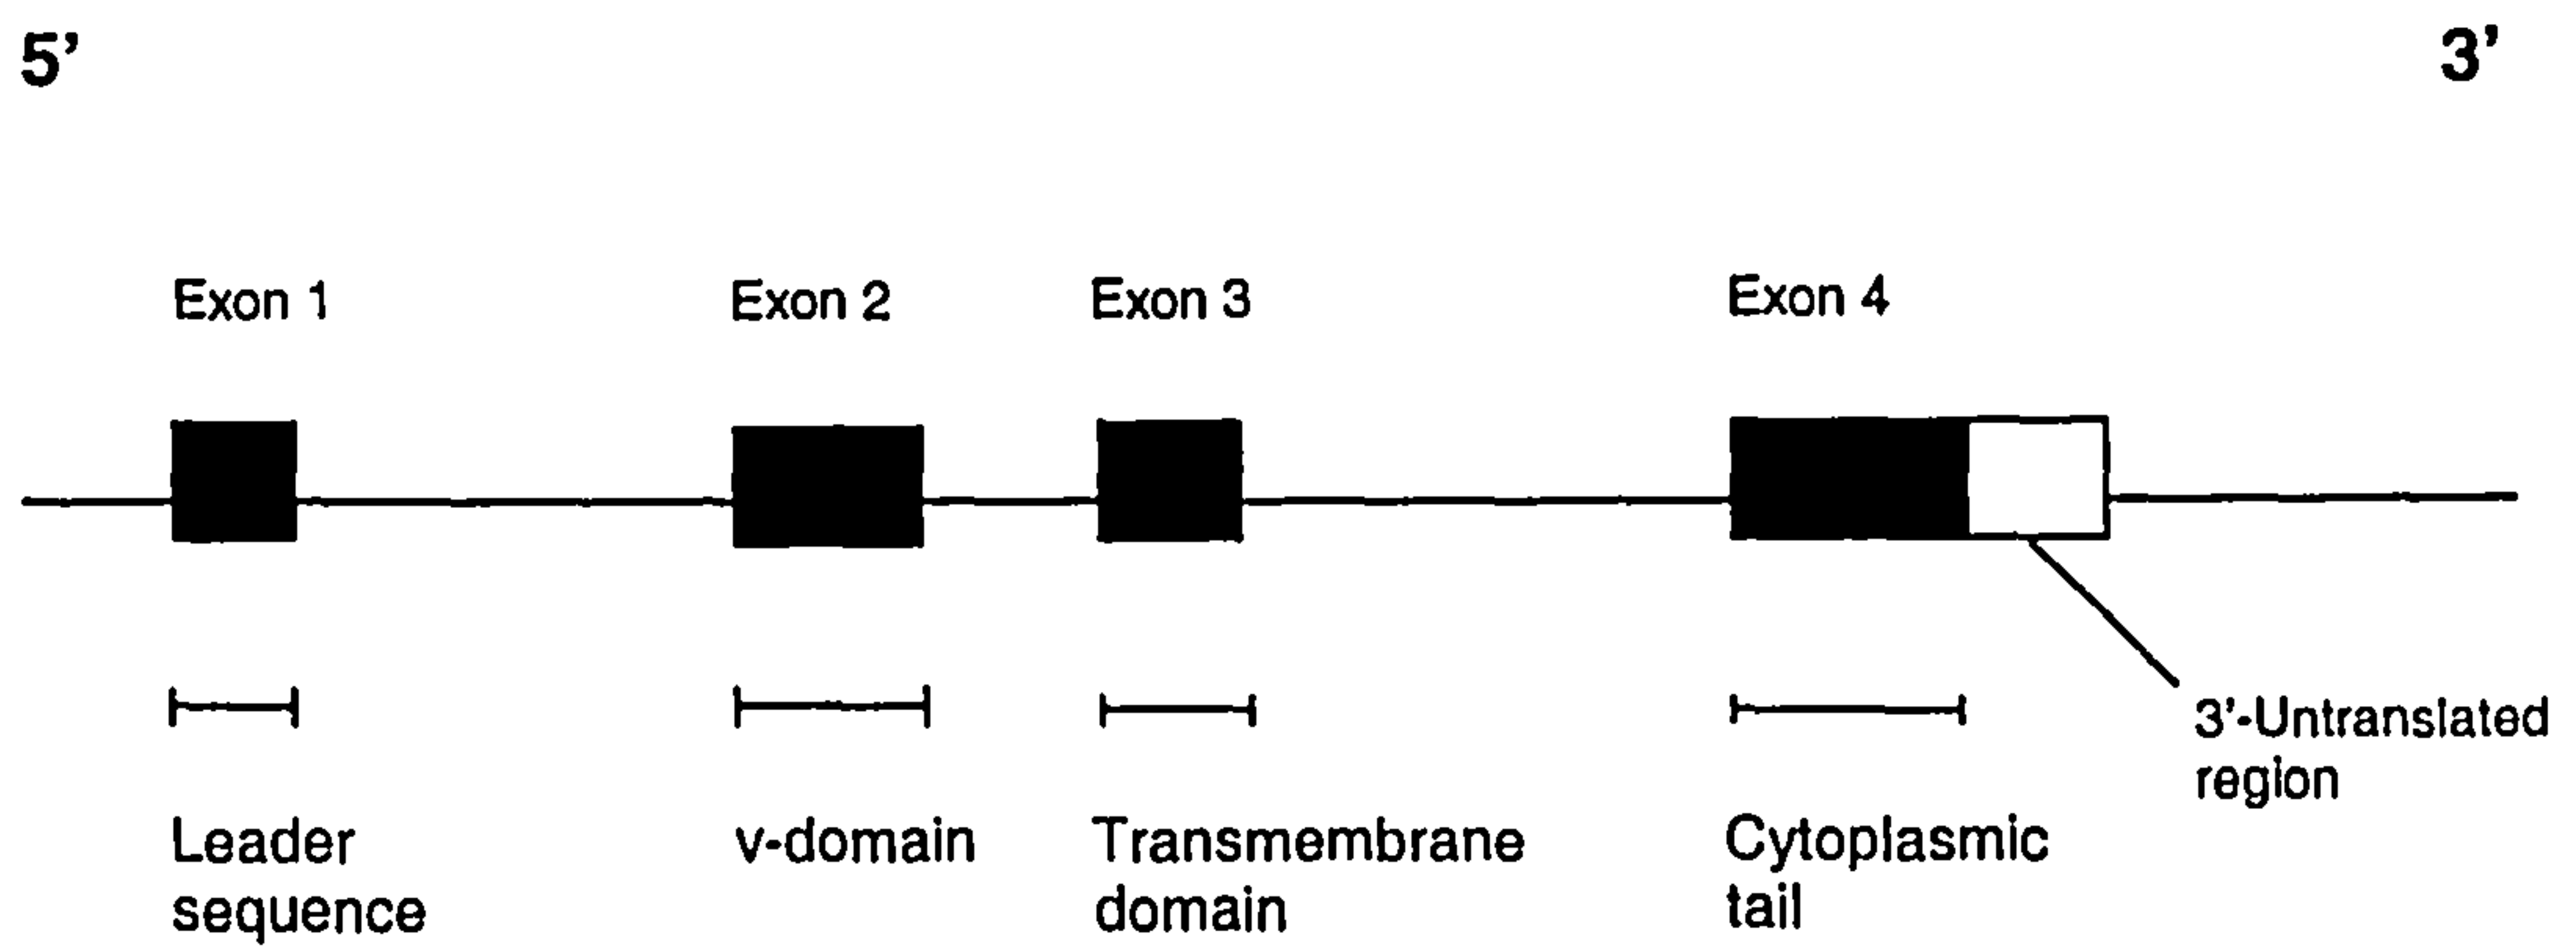 5’ 3’
Exon 1 Exon 2 Exon 3 Exon 4
3’-Untranslated
region
Leader
sequence
v-domain
Transmembrane
domain
Cytoplasmic
tail